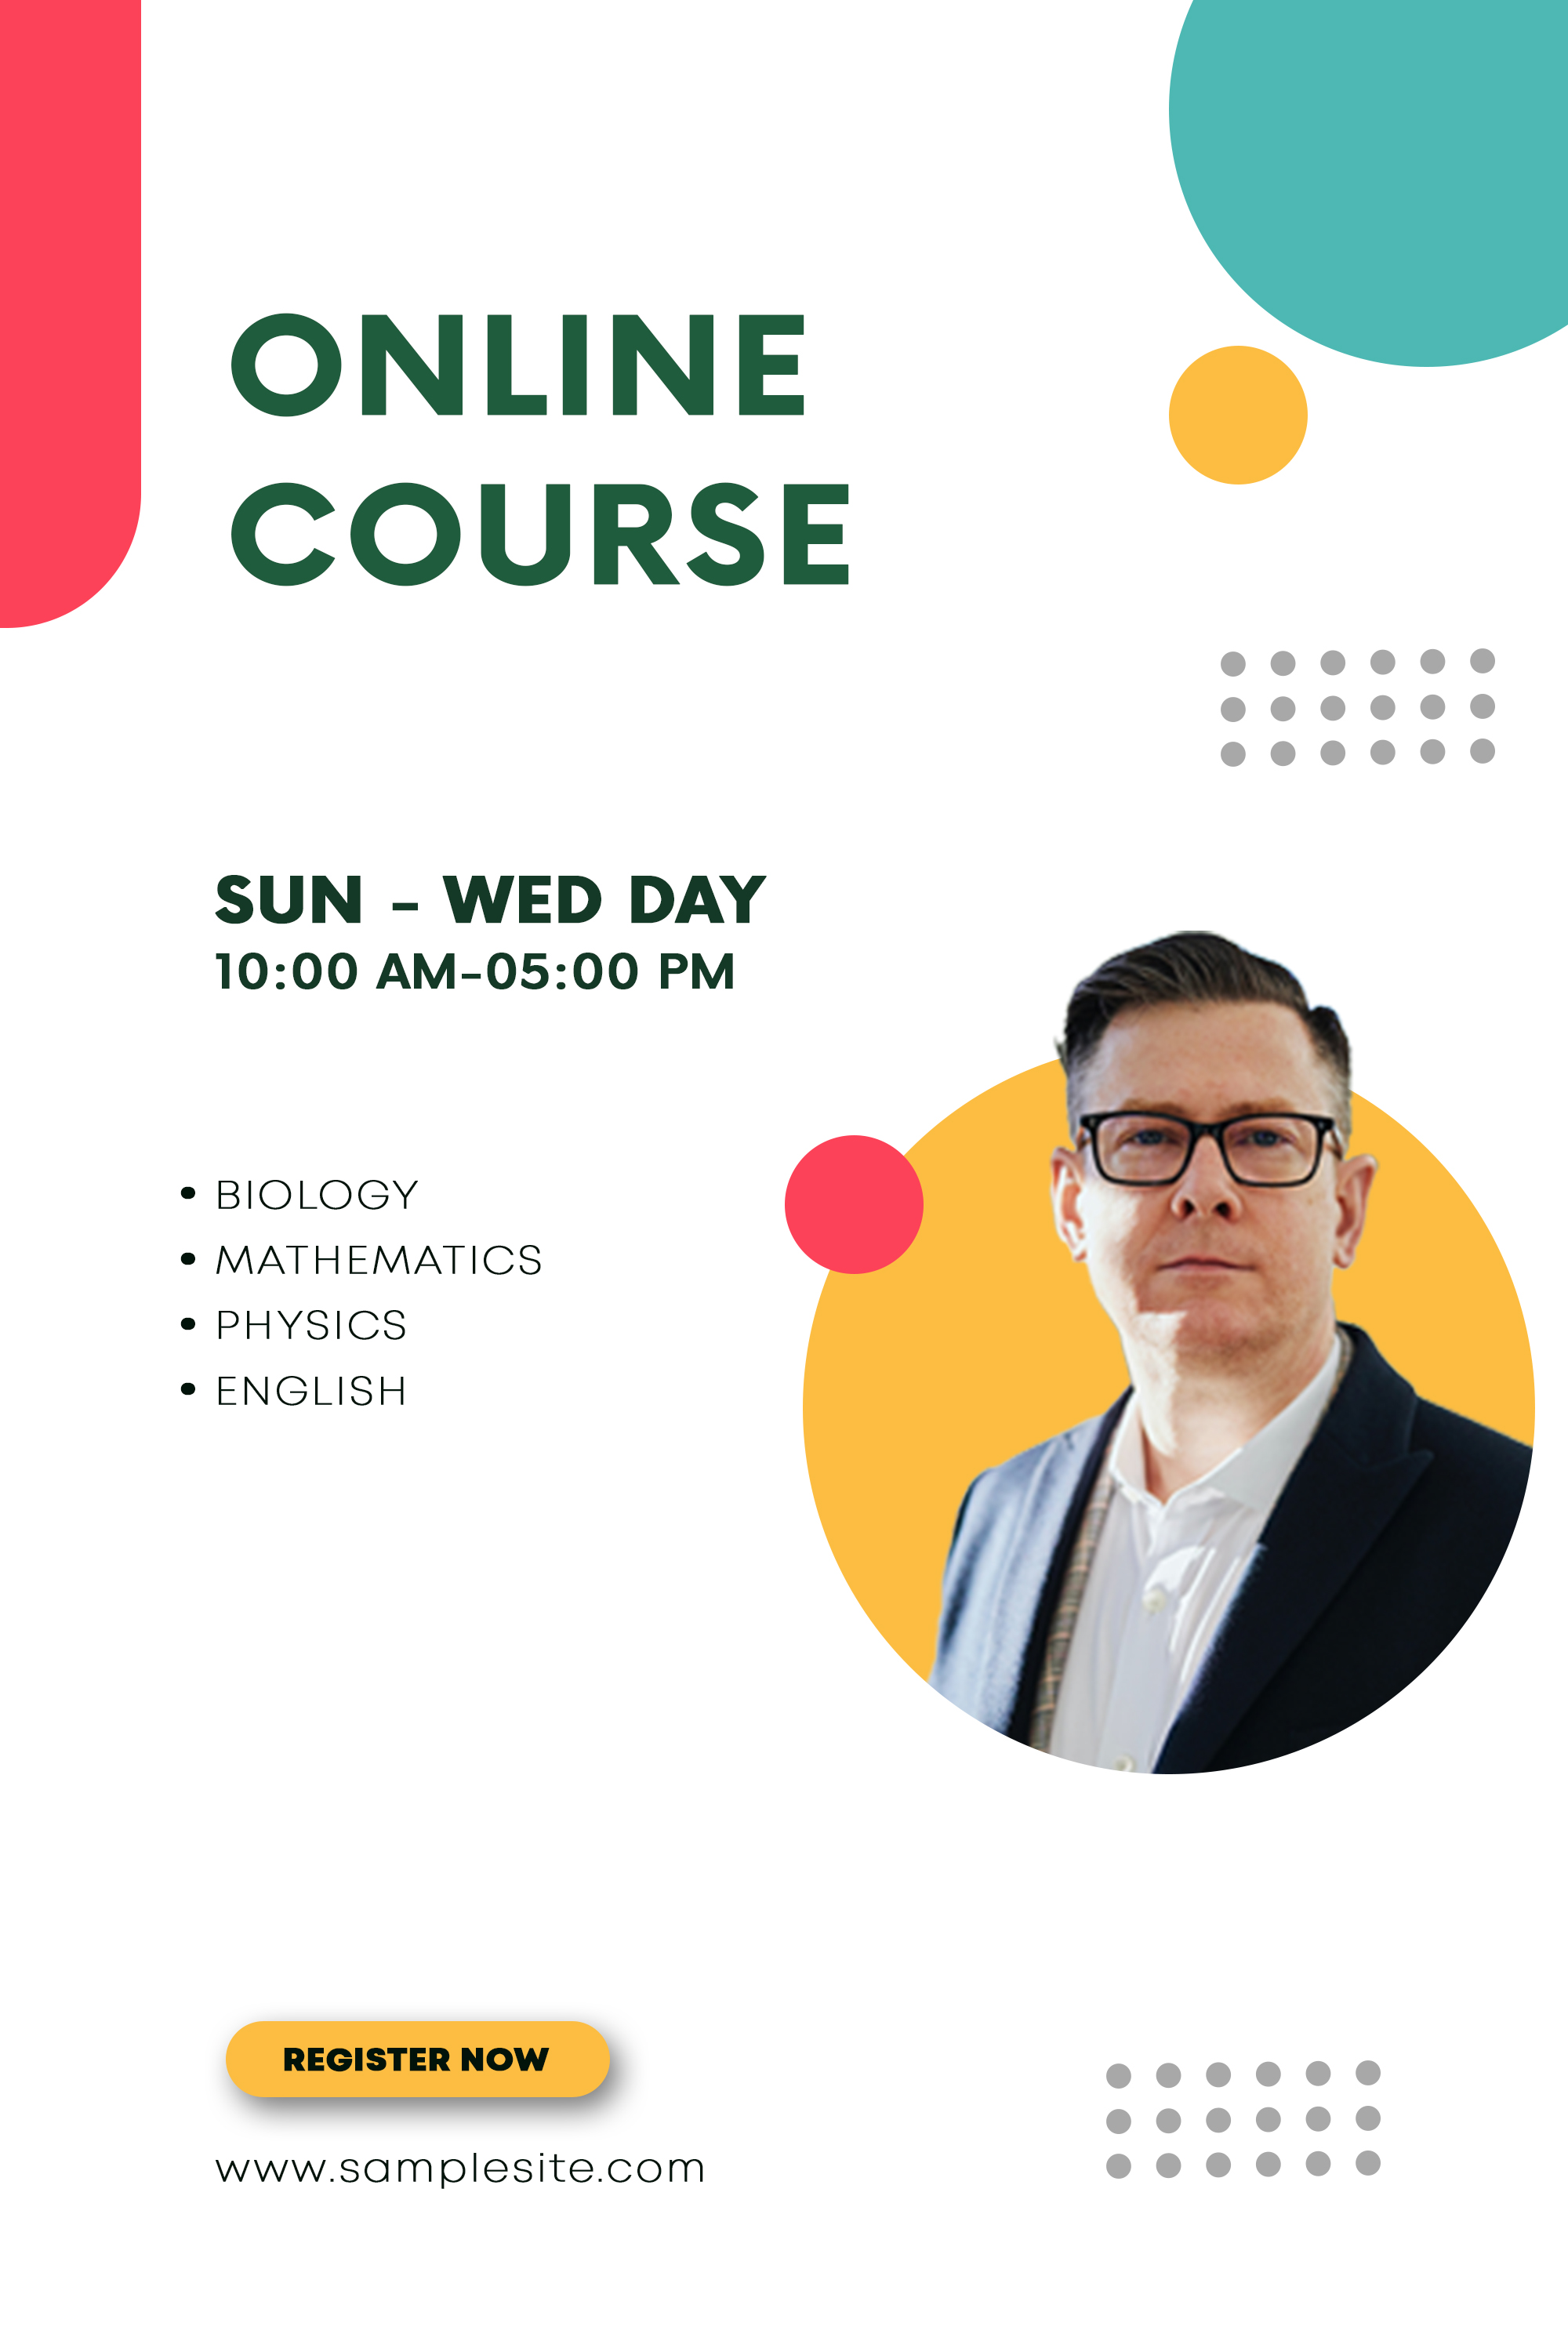 ONLINE
COURSE
SUN - WED DAY
10:00 AM-05:00 PM
• BIOLOGY
• MATHEMATICS
• PHYSICS
• ENGLISH
REGISTER NOW
www.samplesite.com